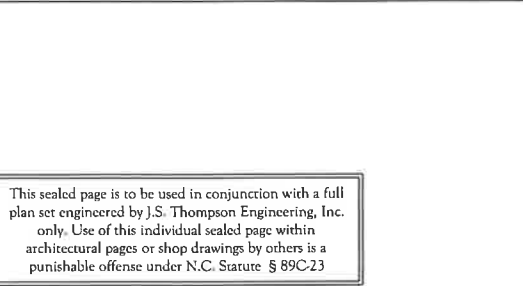 This sealed page is to be used in conjunction with a full
plan set engineered by J.S. Thompson Engineering, Inc.
only. Use of this individual sealed page within
architectural pages or shop drawings by others is a
punishable offense under N.C. Statute § 89C-23